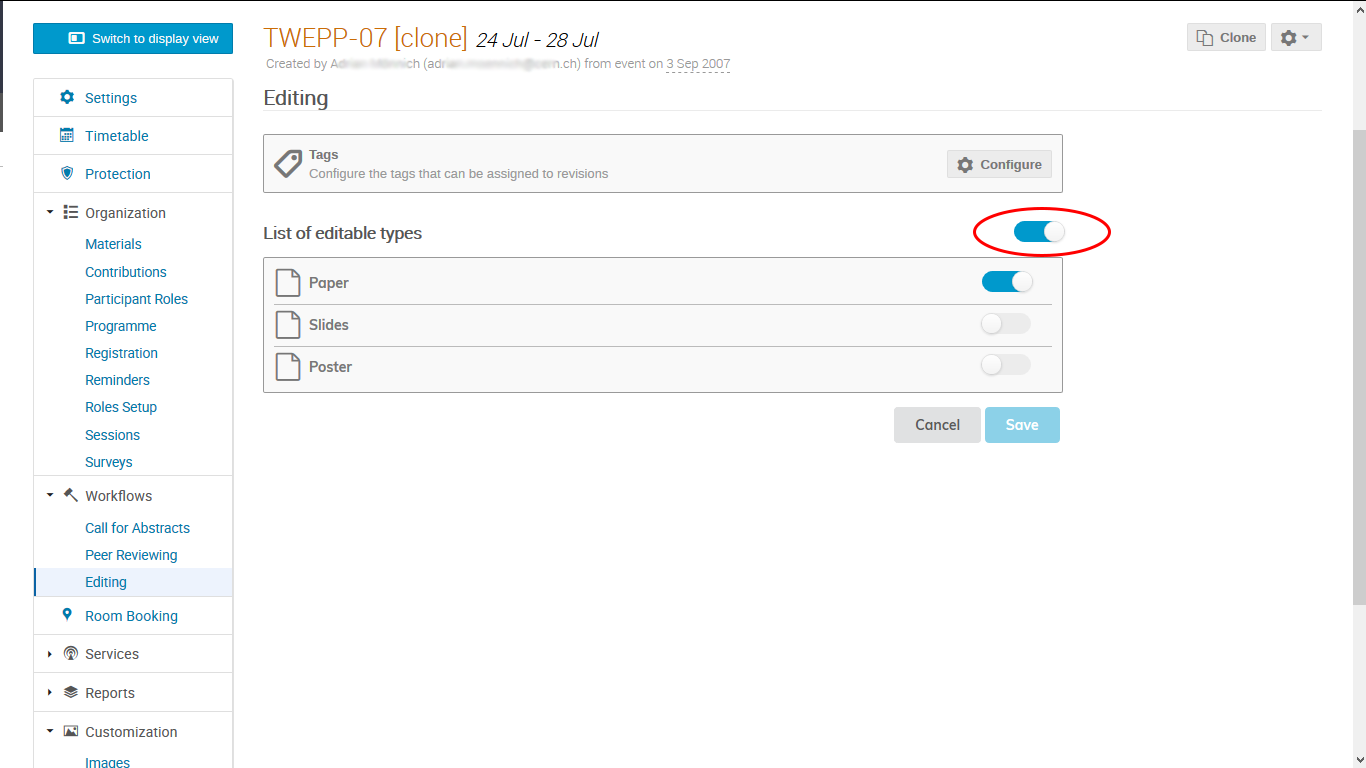 Switch to display view
TWEPP-07 [clone] 24 Jul - 28 Jul
Clone
Created by from event on 3 Sep 2007
Settings
Timetable
Protection
Organization
Materials
Contributions
Participant Roles
Programme
Registration
Reminders
Roles Setup
Sessions
Surveys
Workflows
Call for Abstracts
Peer Reviewing
Editing
Room Booking
Services
Reports
Customization
Images
Editing
Tags
Configure the tags that can be assigned to revisions
Configure
List of editable types
Paper
Slides
Poster
Cancel
Save